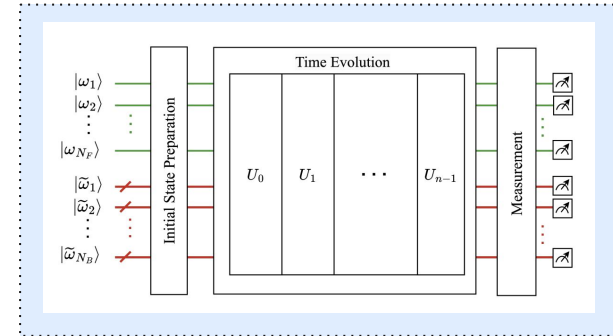 Time Evolution
|ω₁⟩
|ω₂⟩
⋮
|ω_{N_F}⟩
|ω̃₁⟩
|ω̃₂⟩
⋮
|ω̃_{N_B}⟩
Initial State Preparation
U₀
U₁
⋯
U_{n−1}
Measurement